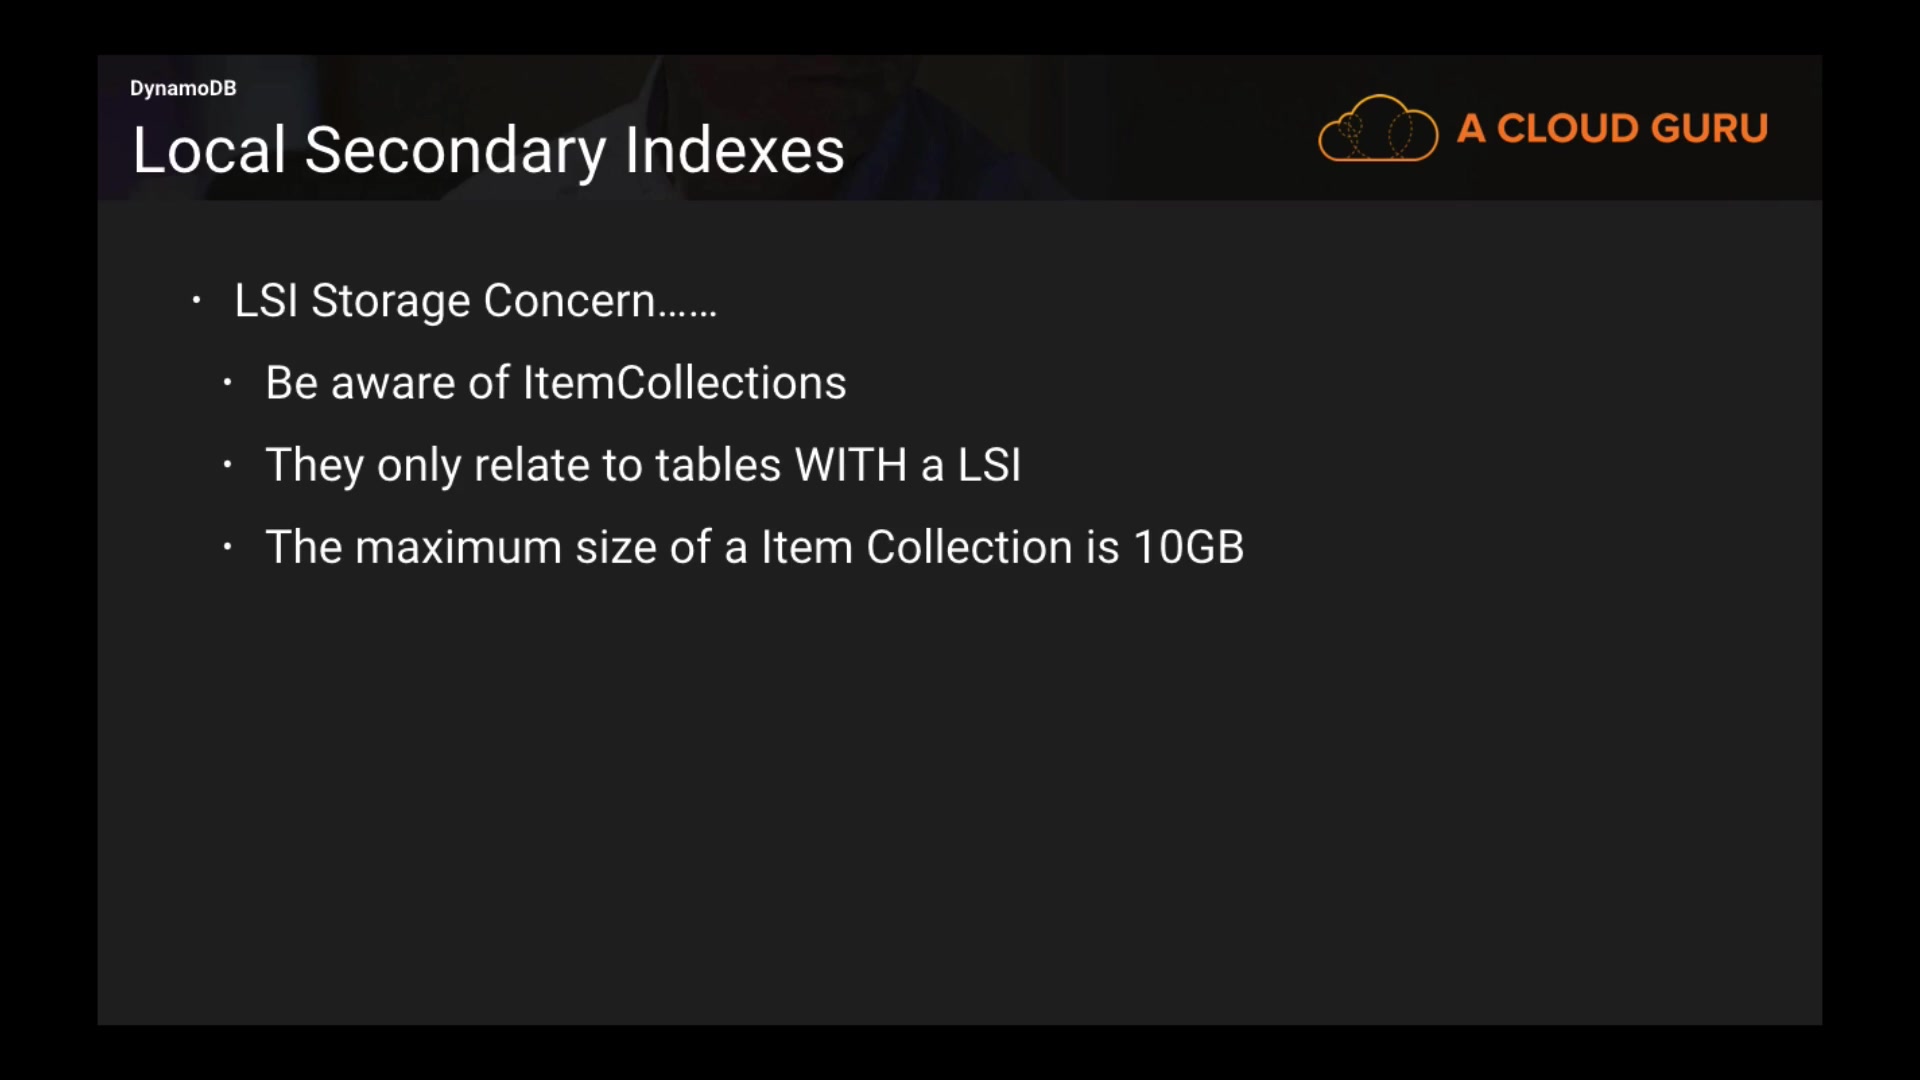 DynamoDB
Local Secondary Indexes
A CLOUD GURU
• LSI Storage Concern......
• Be aware of ItemCollections
• They only relate to tables WITH a LSI
• The maximum size of a Item Collection is 10GB